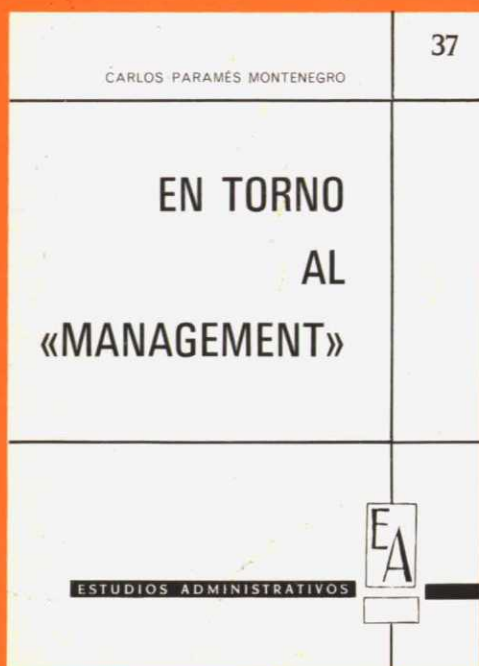 37
CARLOS PARAMÉS MONTENEGRO
EN TORNO
AL
«MANAGEMENT»
EA
ESTUDIOS ADMINISTRATIVOS